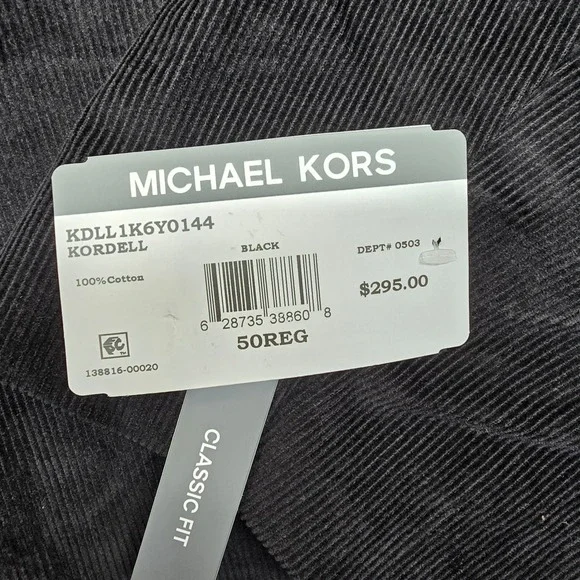 MICHAEL KORS
KDLL1K6Y0144
KORDELL
BLACK
DEPT# 0503
100%Cotton
$295.00
6 28735 38860 8
50REG
138816-00020
CLASSIC FIT